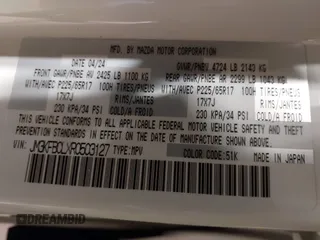 MFD. BY MAZDA MOTOR CORPORATION
DATE 04/24 GVWR/PNBV 4724 LB 2143 KG
FRONT GAWR/PNBE AV 2425 LB 1100 KG REAR GAWR/PNBE AR 2299 LB 1043 KG
WITH/AVEC P225/65R17 100H TIRES/PNEUS WITH/AVEC P225/65R17 100H TIRES/PNEUS
17X7J RIMS/JANTES 17X7J RIMS/JANTES
230 KPA/34 PSI COLD/A FROID 230 KPA/34 PSI COLD/A FROID
THIS VEHICLE CONFORMS TO ALL APPLICABLE FEDERAL MOTOR VEHICLE SAFETY AND
STANDARDS IN EFFECT ON THE DATE OF MANUFACTURE SHOWN ABOVE.
VIN: TYPE:MPV
COLOR CODE:51K MADE IN JAPAN
DREAMBID